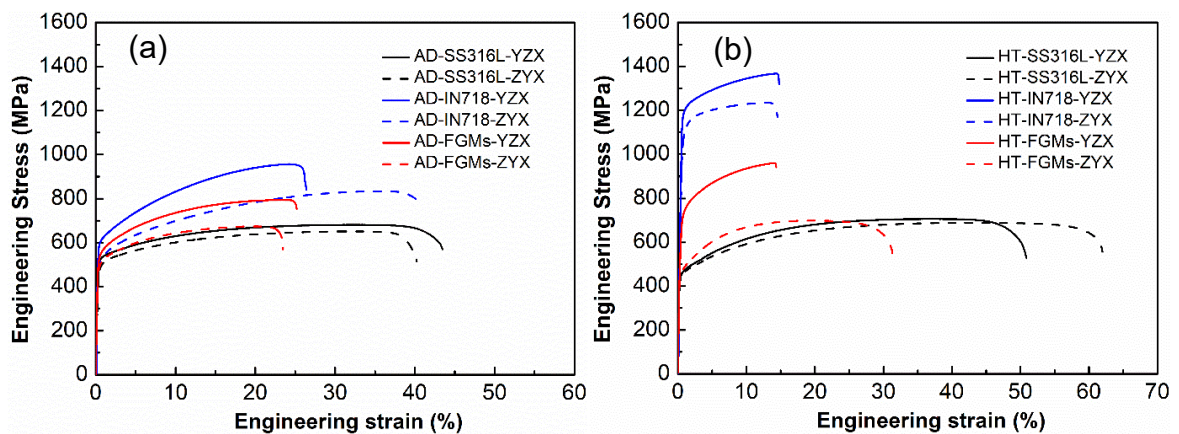 (a)
1600
1400
1200
1000
800
600
400
200
0
Engineering Stress (MPa)
AD-SS316L-YZX
AD-SS316L-ZYX
AD-IN718-YZX
AD-IN718-ZYX
AD-FGMs-YZX
AD-FGMs-ZYX
0 10 20 30 40 50 60
Engineering strain (%)
(b)
1600
1400
1200
1000
800
600
400
200
0
Engineering Stress (MPa)
HT-SS316L-YZX
HT-SS316L-ZYX
HT-IN718-YZX
HT-IN718-ZYX
HT-FGMs-YZX
HT-FGMs-ZYX
0 10 20 30 40 50 60 70
Engineering strain (%)